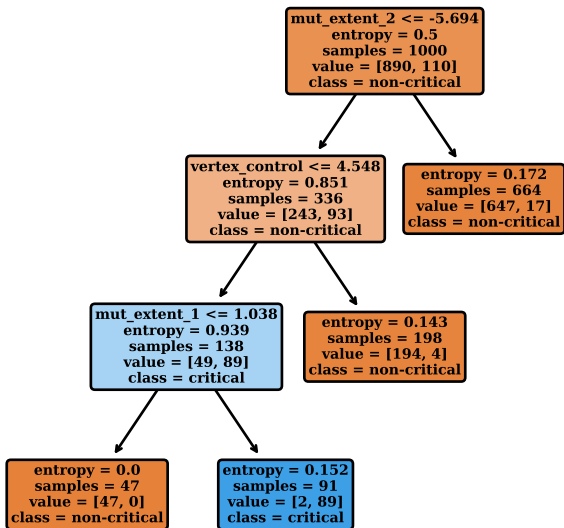 mut_extent_2 <= -5.694
entropy = 0.5
samples = 1000
value = [890, 110]
class = non-critical
vertex_control <= 4.548
entropy = 0.851
samples = 336
value = [243, 93]
class = non-critical
entropy = 0.172
samples = 664
value = [647, 17]
class = non-critical
mut_extent_1 <= 1.038
entropy = 0.939
samples = 138
value = [49, 89]
class = critical
entropy = 0.143
samples = 198
value = [194, 4]
class = non-critical
entropy = 0.0
samples = 47
value = [47, 0]
class = non-critical
entropy = 0.152
samples = 91
value = [2, 89]
class = critical